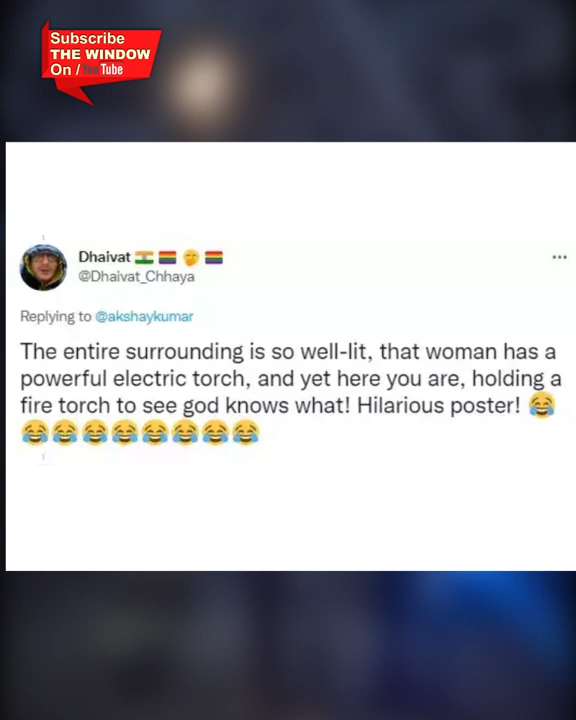 Subscribe
THE WINDOW
On / YouTube
Dhaivat 🇮🇳 🏳️‍🌈 🤭 🏳️‍🌈
@Dhaivat_Chhaya
Replying to @akshaykumar
The entire surrounding is so well-lit, that woman has a
powerful electric torch, and yet here you are, holding a
fire torch to see god knows what! Hilarious poster! 😂
😂😂😂😂😂😂😂😂